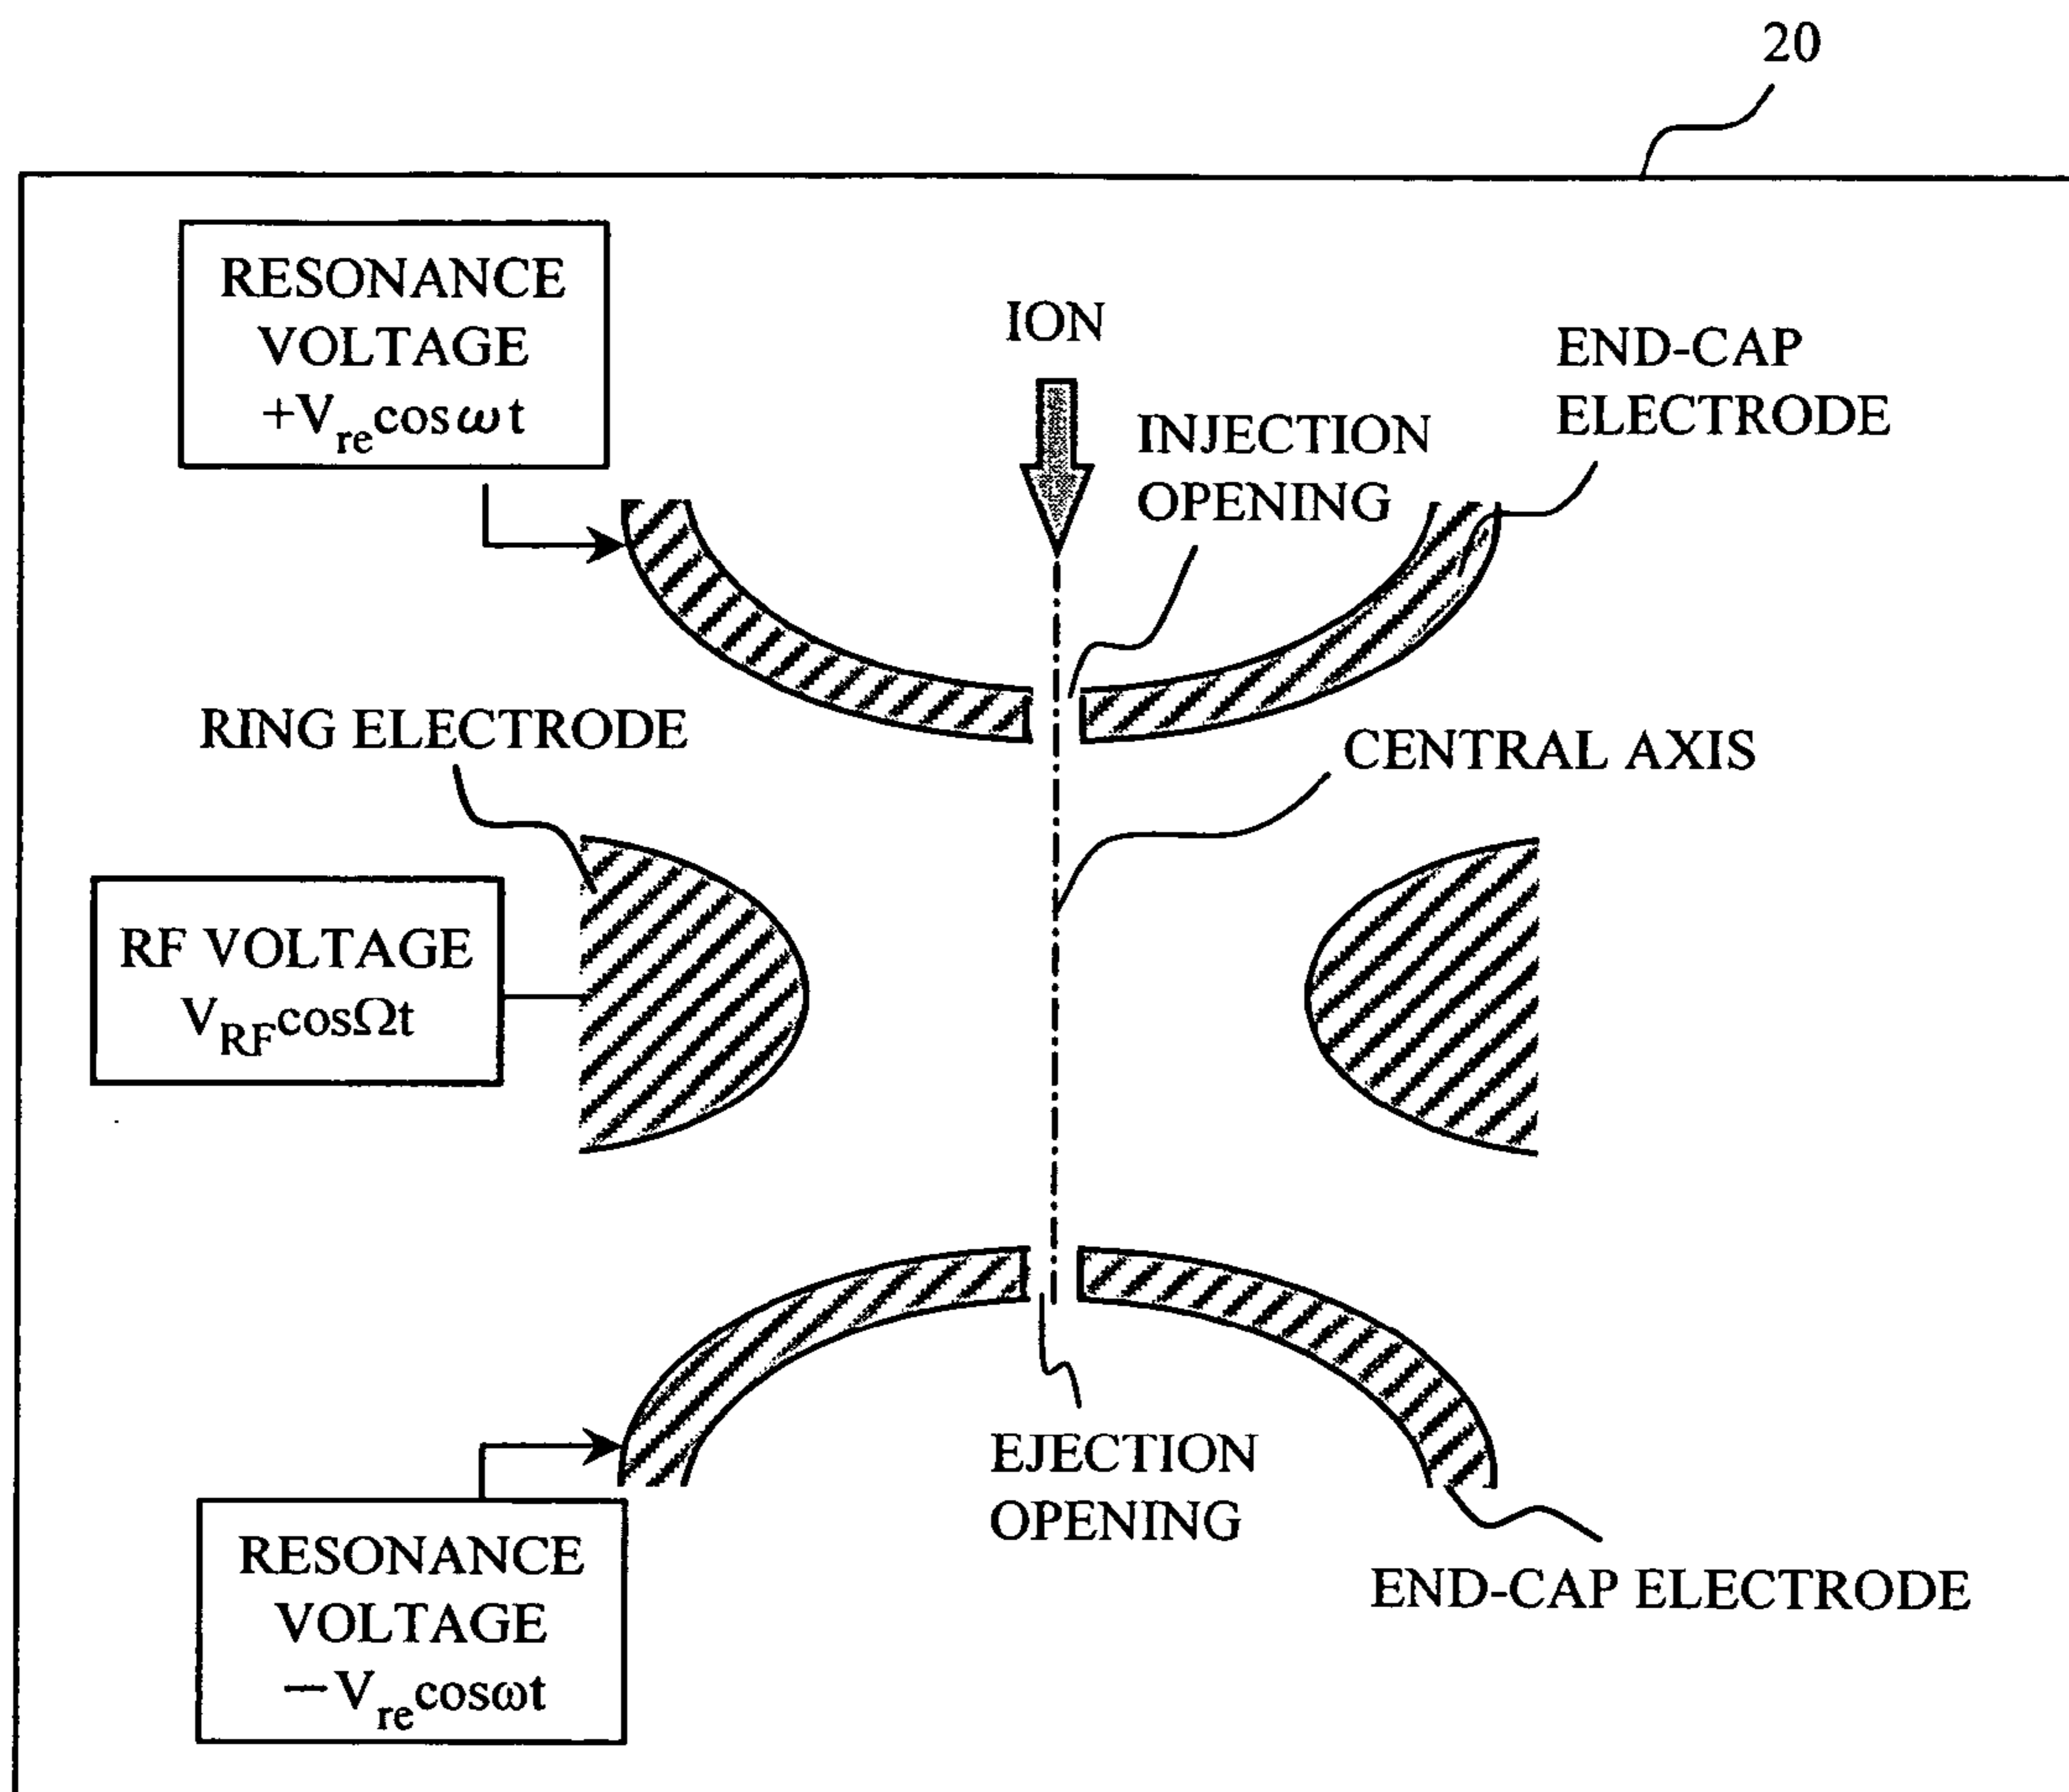 20
RESONANCE
VOLTAGE
+V_re cos ω t
ION
END-CAP
ELECTRODE
INJECTION
OPENING
RING ELECTRODE
CENTRAL AXIS
RF VOLTAGE
V_RF cosΩt
EJECTION
OPENING
RESONANCE
VOLTAGE
−V_re cosωt
END-CAP ELECTRODE